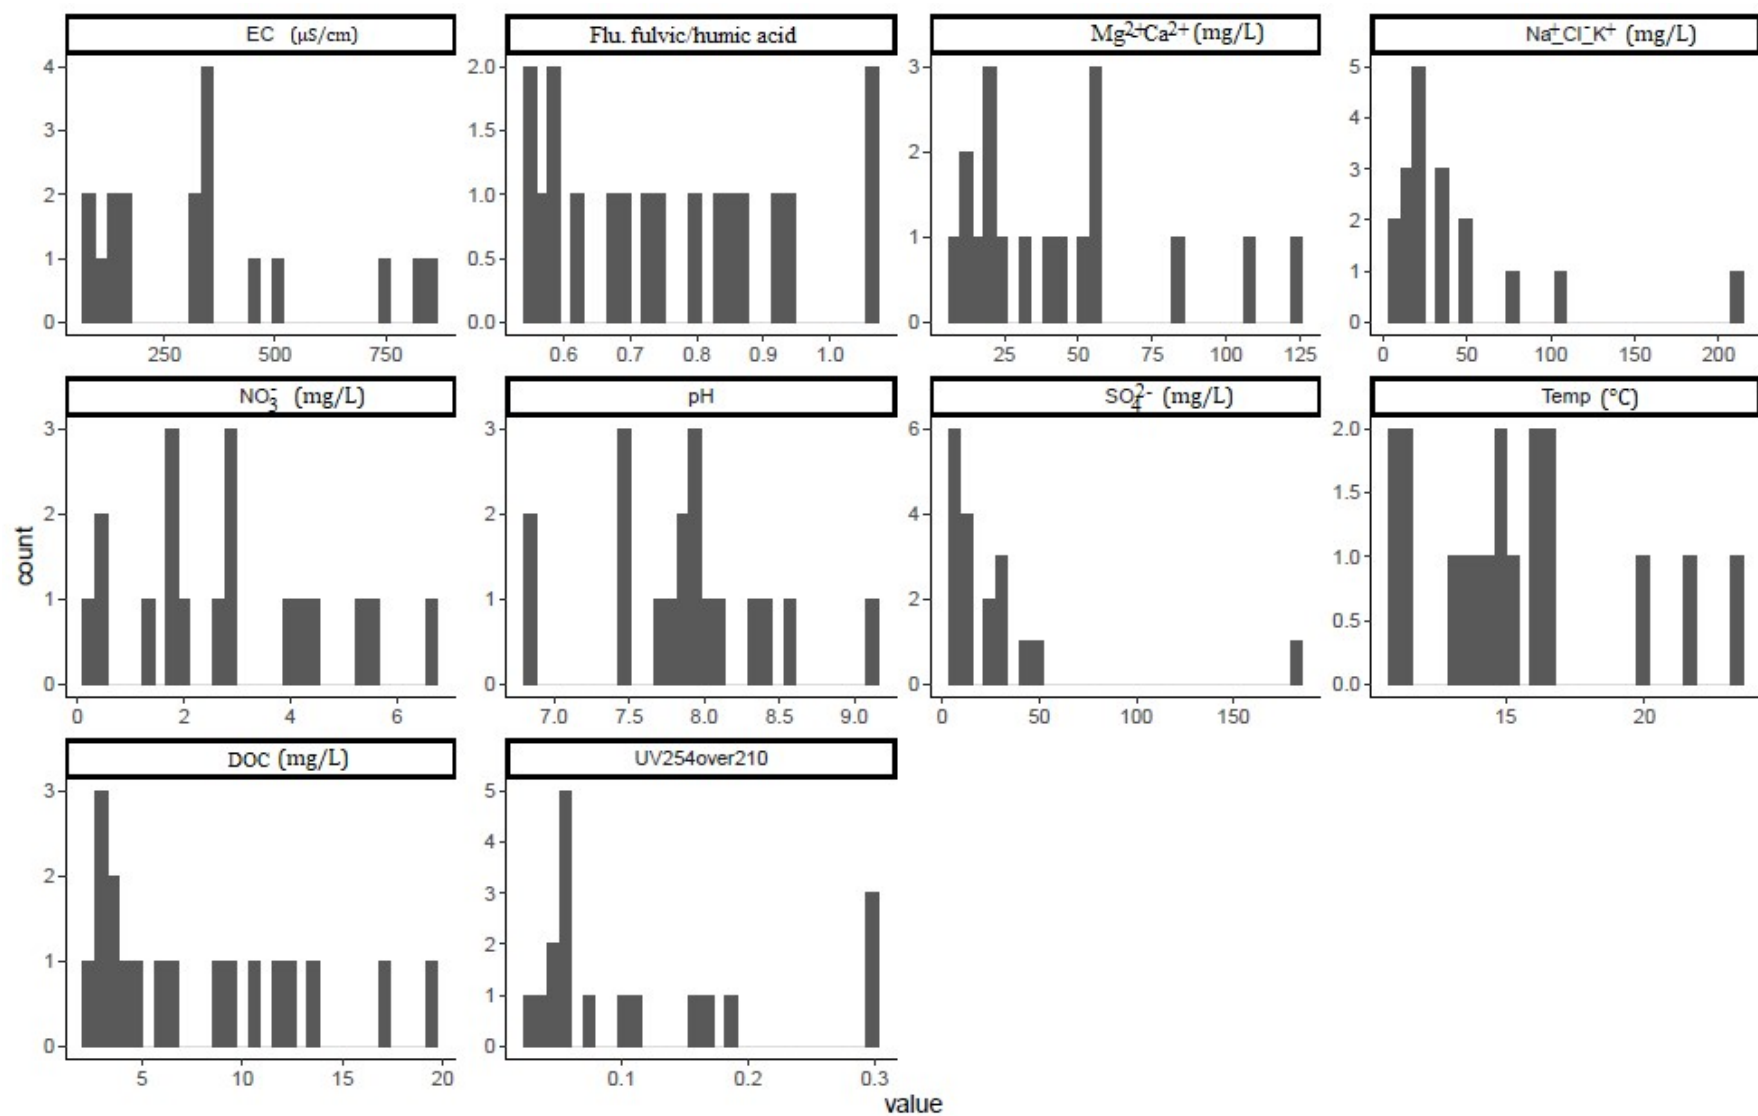 EC (μS/cm) Flu. fulvic/humic acid Mg²⁺Ca²⁺ (mg/L) Na⁺_Cl⁻_K⁺ (mg/L)
4 3 2 1 0
2.0 1.5 1.0 0.5 0.0
3 2 1 0
5 4 3 2 1 0
250 500 750
0.6 0.7 0.8 0.9 1.0
25 50 75 100 125
0 50 100 150 200
NO₃⁻ (mg/L) pH SO₄²⁻ (mg/L) Temp (°C)
3 2 1 0
3 2 1 0
6 4 2 0
2.0 1.5 1.0 0.5 0.0
0 2 4 6
7.0 7.5 8.0 8.5 9.0
0 50 100 150
15 20
count
DOC (mg/L) UV254over210
3 2 1 0
5 4 3 2 1 0
5 10 15 20
0.1 0.2 0.3
value